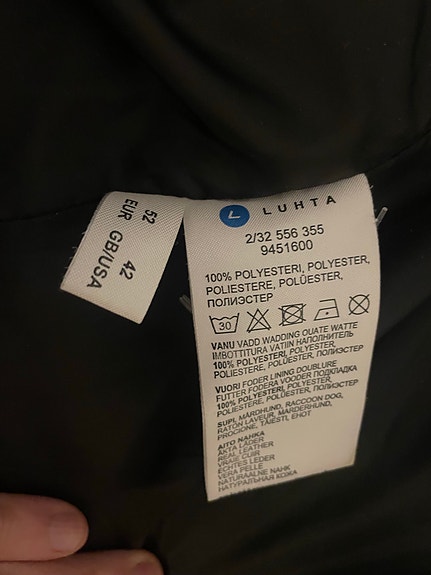 52
EUR
42
GB/USA
LUHTA
2/32 556 355
9451600
100% POLYESTERI, POLYESTER,
POLIESTERE, POLÜESTER,
ПОЛИЭСТЕР
30
VANU VADD WADDING OUATE WATTE
IMBOTTITURA VATIIN НАПОЛНИТЕЛЬ
100% POLYESTERI, POLYESTER,
POLIESTERE, POLÜESTER, ПОЛИЭСТЕР
VUORI FODER LINING DOUBLURE
FUTTER FODERA VOODER ПОДКЛАДКА
100% POLYESTERI, POLYESTER,
POLIESTERE, POLÜESTER, ПОЛИЭСТЕР
SUPI, MÅRDHUND, RACCOON DOG,
RATON LAVEUR, MARDERHUND,
PROCIONE, TÄIESTI, ЕНОТ
AITO NAHKA
ÄKTA LÄDER
REAL LEATHER
VRAIE CUIR
ECHTES LEDER
VERA PELLE
NATURAALNE NAHK
НАТУРАЛЬНАЯ КОЖА